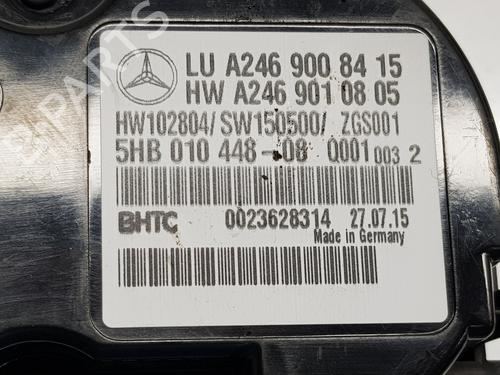 LU A246 900 84 15
HW A246 901 08 05
HW102804/ SW150500/ ZGS001
5HB 010 448-08 Q001 003 2
BHTC 0023628314 27.07.15
Made in Germany